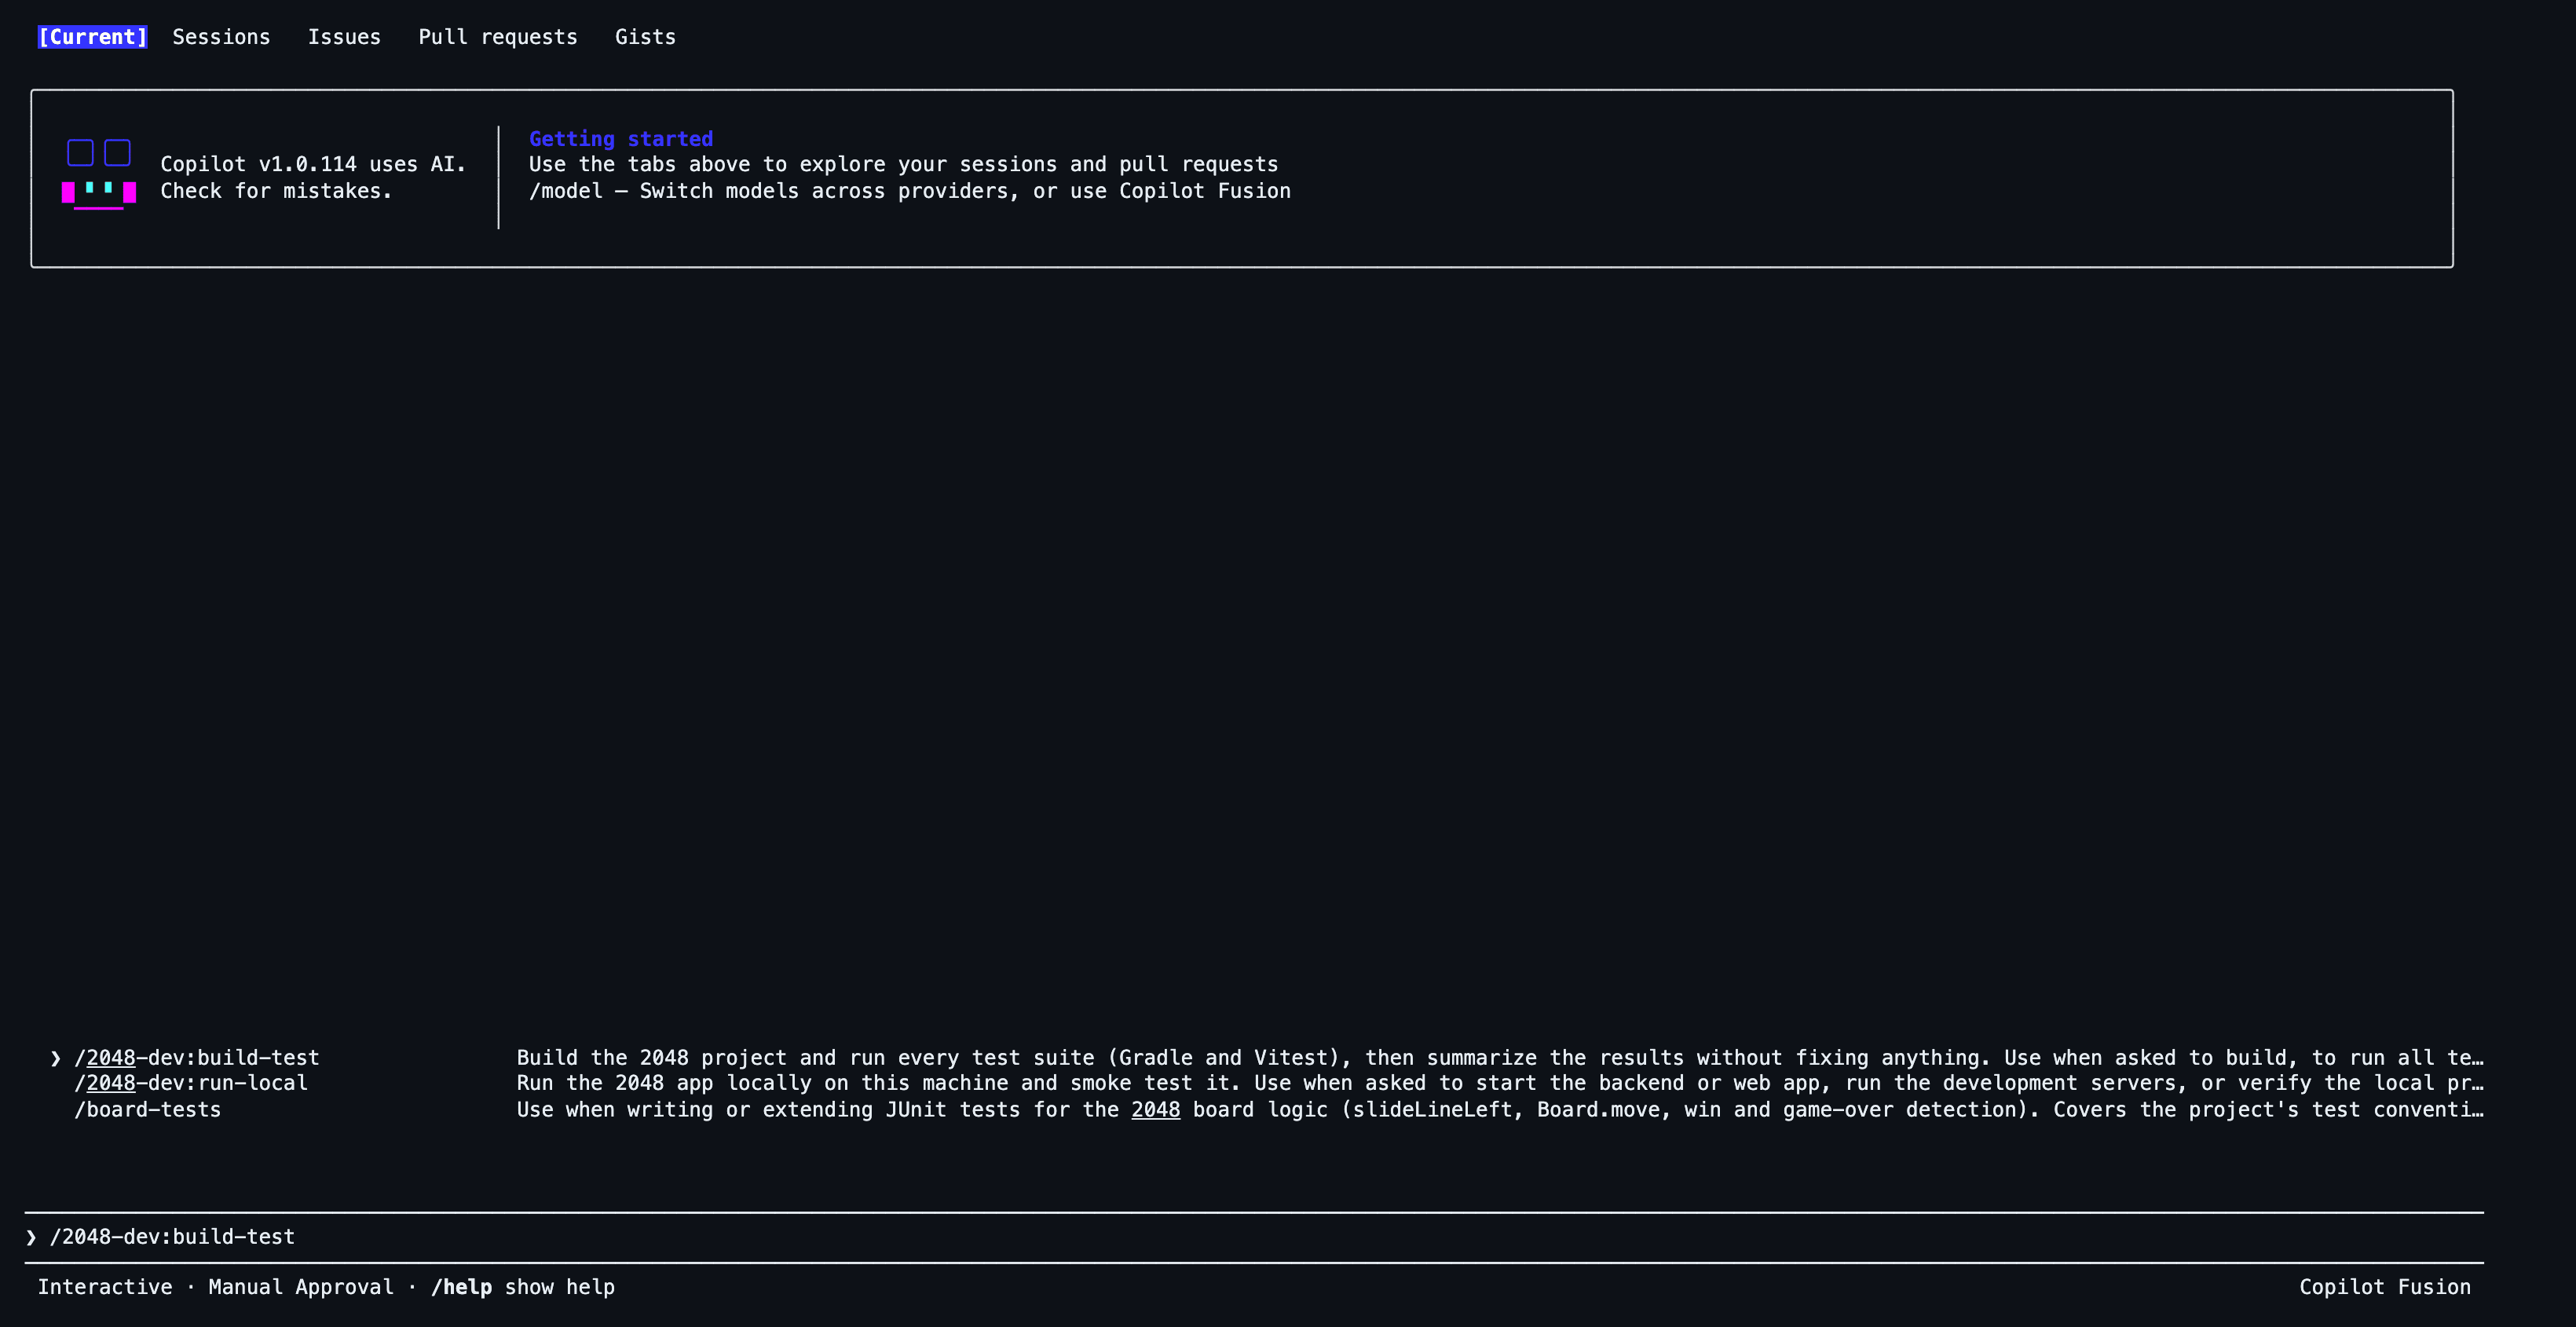 [Current] Sessions Issues Pull requests Gists
Getting started
Copilot v1.0.114 uses AI. Use the tabs above to explore your sessions and pull requests
Check for mistakes. /model — Switch models across providers, or use Copilot Fusion
❯ /2048-dev:build-test Build the 2048 project and run every test suite (Gradle and Vitest), then summarize the results without fixing anything. Use when asked to build, to run all te…
/2048-dev:run-local Run the 2048 app locally on this machine and smoke test it. Use when asked to start the backend or web app, run the development servers, or verify the local pr…
/board-tests Use when writing or extending JUnit tests for the 2048 board logic (slideLineLeft, Board.move, win and game-over detection). Covers the project's test conventi…
❯ /2048-dev:build-test
Interactive · Manual Approval · /help show help Copilot Fusion